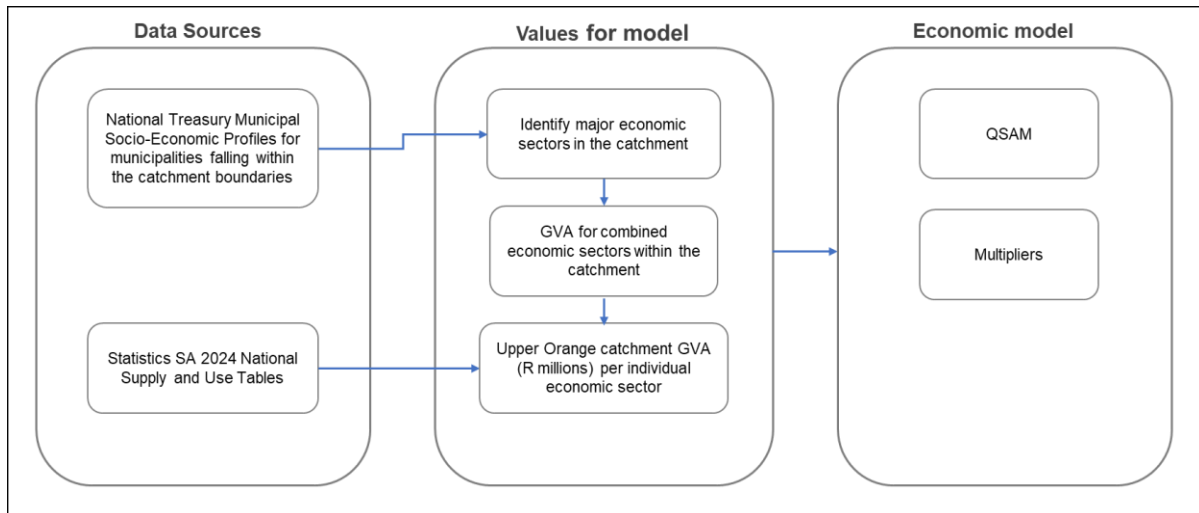 Data Sources
Values for model
Economic model
National Treasury Municipal
Socio-Economic Profiles for
municipalities falling within
the catchment boundaries
Statistics SA 2024 National
Supply and Use Tables
Identify major economic
sectors in the catchment
GVA for combined
economic sectors within the
catchment
Upper Orange catchment GVA
(R millions) per individual
economic sector
QSAM
Multipliers